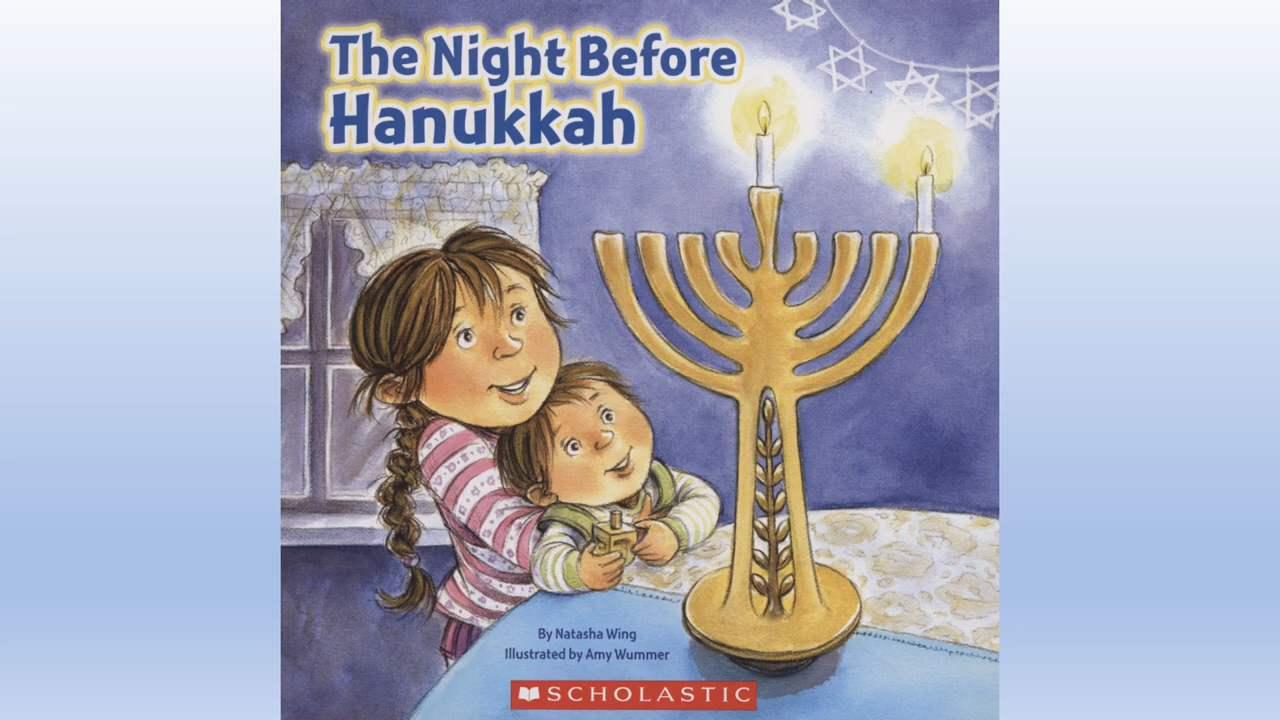 The Night Before
Hanukkah
By Natasha Wing
Illustrated by Amy Wummer
SCHOLASTIC